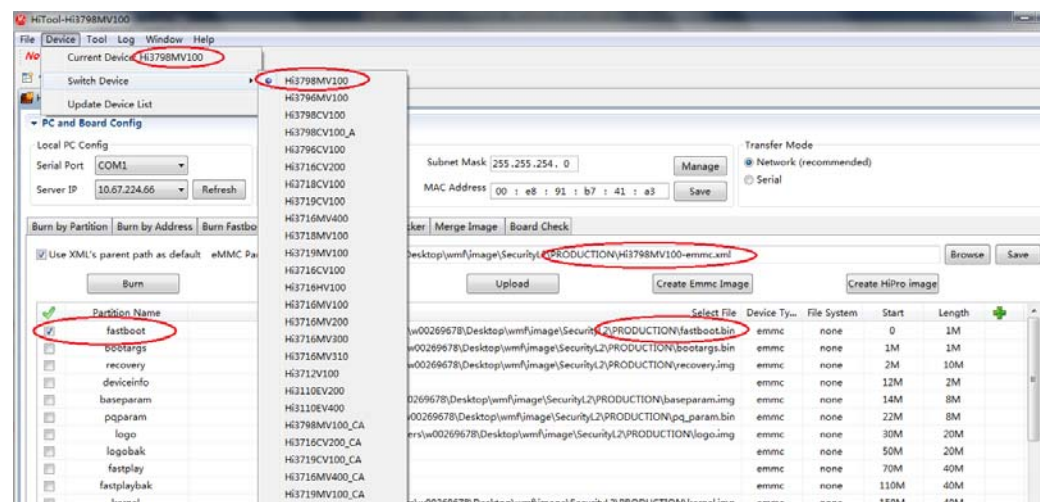 HiTool-Hi3798MV100
File Device Tool Log Window Help
No
Current Device: Hi3798MV100
Switch Device
Update Device List
Hi3798MV100
Hi3796MV100
Hi3798CV100
Hi3798CV100_A
Hi3796CV100
Hi3716CV200
Hi3718CV100
Hi3719CV100
Hi3716MV400
Hi3718MV100
Hi3719MV100
Hi3716CV100
Hi3716HV100
Hi3716MV100
Hi3716MV200
Hi3716MV300
Hi3716MV310
Hi3712V100
Hi3110EV200
Hi3110EV400
Hi3798MV100_CA
Hi3716CV200_CA
Hi3719CV100_CA
Hi3716MV400_CA
Hi3719MV100_CA
PC and Board Config
Local PC Config
Serial Port COM1
Server IP 10.67.224.66 Refresh
Subnet Mask 255.255.254. 0 Manage
MAC Address 00 : e8 : 91 : b7 : 41 : a3 Save
Transfer Mode
Network (recommended)
Serial
Burn by Partition Burn by Address Burn Fastbo ker Merge Image Board Check
Use XML's parent path as default eMMC Pa esktop\wmf\image\SecurityL2\PRODUCTION\Hi3798MV100-emmc.xml Browse Save
Burn Upload Create Emmc Image Create HiPro image
Partition Name Select File Device Ty... File System Start Length
fastboot \w00269678\Desktop\wmf\image\SecurityL2\PRODUCTION\fastboot.bin emmc none 0 1M
bootargs w00269678\Desktop\wmf\image\SecurityL2\PRODUCTION\bootargs.bin emmc none 1M 1M
recovery w00269678\Desktop\wmf\image\SecurityL2\PRODUCTION\recovery.img emmc none 2M 10M
deviceinfo emmc none 12M 2M
baseparam 0269678\Desktop\wmf\image\SecurityL2\PRODUCTION\baseparam.img emmc none 14M 8M
pqparam 00269678\Desktop\wmf\image\SecurityL2\PRODUCTION\pq_param.bin emmc none 22M 8M
logo ers\w00269678\Desktop\wmf\image\SecurityL2\PRODUCTION\logo.img emmc none 30M 20M
logobak emmc none 50M 20M
fastplay emmc none 70M 40M
fastplaybak emmc none 110M 40M